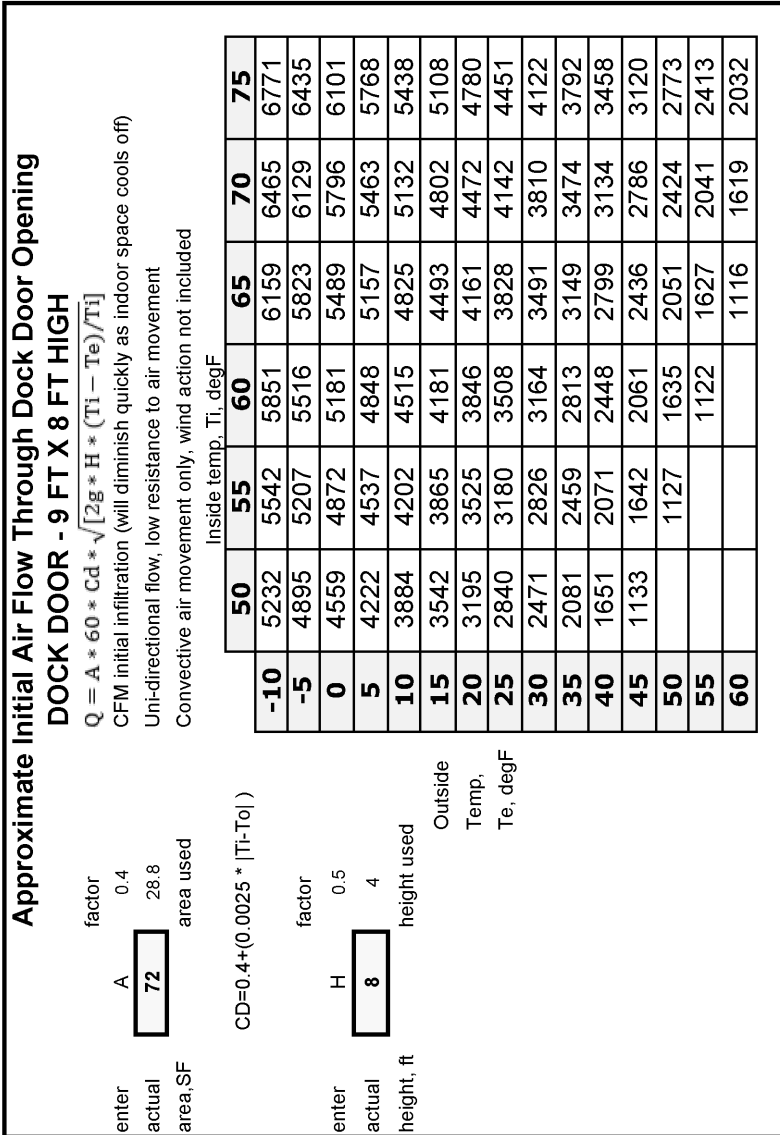 Approximate Initial Air Flow Through Dock Door Opening
DOCK DOOR - 9 FT X 8 FT HIGH
Q = A * 60 * Cd * √[2g * H * (Ti − Te)/Ti]
CFM initial infiltration (will diminish quickly as indoor space cools off)
Uni-directional flow, low resistance to air movement
Convective air movement only, wind action not included
factor
enter A 0.4
actual 72 28.8
area,SF area used
CD=0.4+(0.0025 * |Ti-To| )
factor
enter H 0.5
actual 8 4
height, ft height used
Outside
Temp,
Te, degF
Inside temp, Ti, degF
50 55 60 65 70 75
-10 5232 5542 5851 6159 6465 6771
-5 4895 5207 5516 5823 6129 6435
0 4559 4872 5181 5489 5796 6101
5 4222 4537 4848 5157 5463 5768
10 3884 4202 4515 4825 5132 5438
15 3542 3865 4181 4493 4802 5108
20 3195 3525 3846 4161 4472 4780
25 2840 3180 3508 3828 4142 4451
30 2471 2826 3164 3491 3810 4122
35 2081 2459 2813 3149 3474 3792
40 1651 2071 2448 2799 3134 3458
45 1133 1642 2061 2436 2786 3120
50 1127 1635 2051 2424 2773
55 1122 1627 2041 2413
60 1116 1619 2032